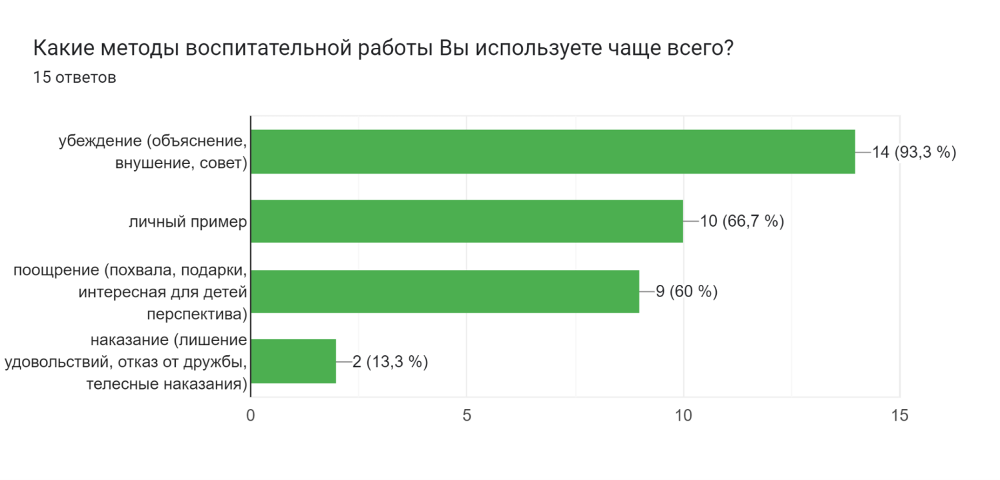 Какие методы воспитательной работы Вы используете чаще всего?
15 ответов
убеждение (объяснение,
внушение, совет)
14 (93,3 %)
личный пример
10 (66,7 %)
поощрение (похвала, подарки,
интересная для детей
перспектива)
9 (60 %)
наказание (лишение
удовольствий, отказ от дружбы,
телесные наказания)
2 (13,3 %)
0 5 10 15